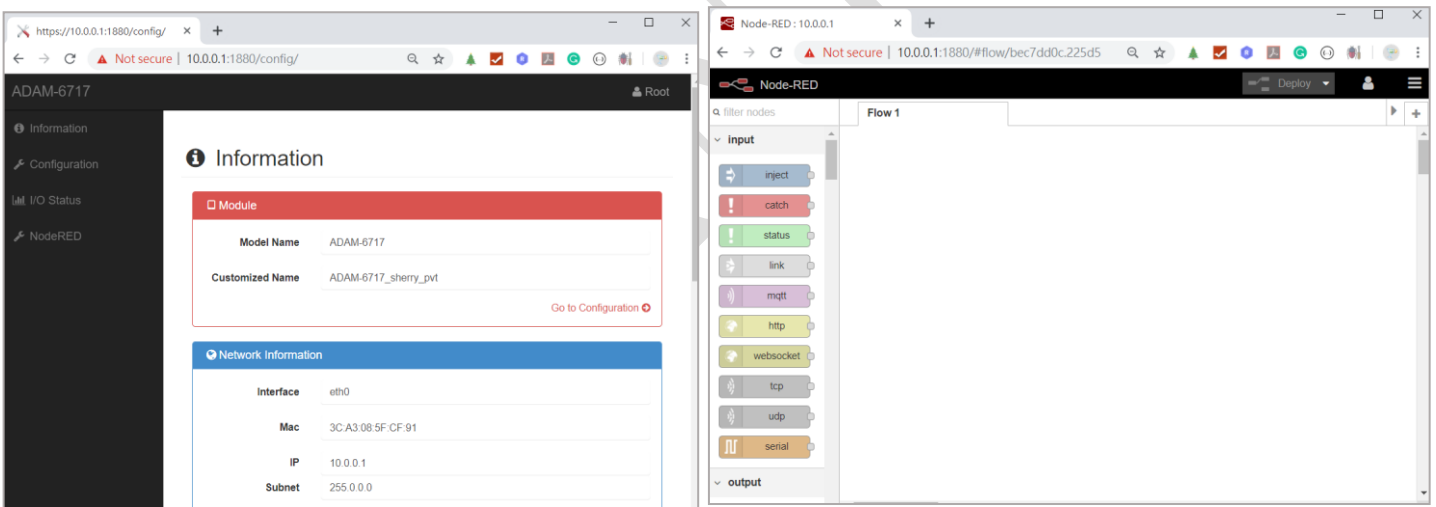 https://10.0.0.1:1880/config/
Not secure | 10.0.0.1:1880/config/
ADAM-6717
Root
Information
Configuration
I/O Status
NodeRED
Information
Module
Model Name ADAM-6717
Customized Name ADAM-6717_sherry_pvt
Go to Configuration
Network Information
Interface eth0
Mac 3C:A3:08:5F:CF:91
IP 10.0.0.1
Subnet 255.0.0.0
Node-RED : 10.0.0.1
Not secure | 10.0.0.1:1880/#flow/bec7dd0c.225d5
Node-RED
Deploy
filter nodes
Flow 1
input
inject
catch
status
link
mqtt
http
websocket
tcp
udp
serial
output